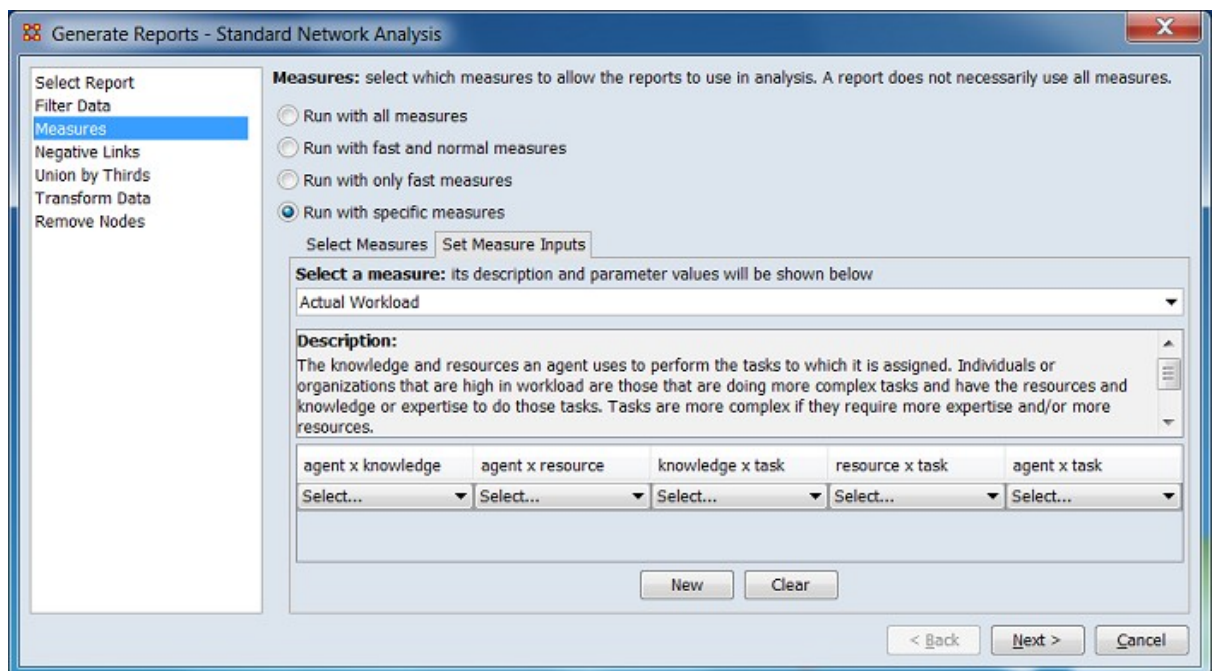 Generate Reports - Standard Network Analysis
Select Report
Filter Data
Measures
Negative Links
Union by Thirds
Transform Data
Remove Nodes
Measures: select which measures to allow the reports to use in analysis. A report does not necessarily use all measures.
Run with all measures
Run with fast and normal measures
Run with only fast measures
Run with specific measures
Select Measures Set Measure Inputs
Select a measure: its description and parameter values will be shown below
Actual Workload
Description:
The knowledge and resources an agent uses to perform the tasks to which it is assigned. Individuals or
organizations that are high in workload are those that are doing more complex tasks and have the resources and
knowledge or expertise to do those tasks. Tasks are more complex if they require more expertise and/or more
resources.
agent x knowledge agent x resource knowledge x task resource x task agent x task
Select... Select... Select... Select... Select...
New Clear
< Back Next > Cancel